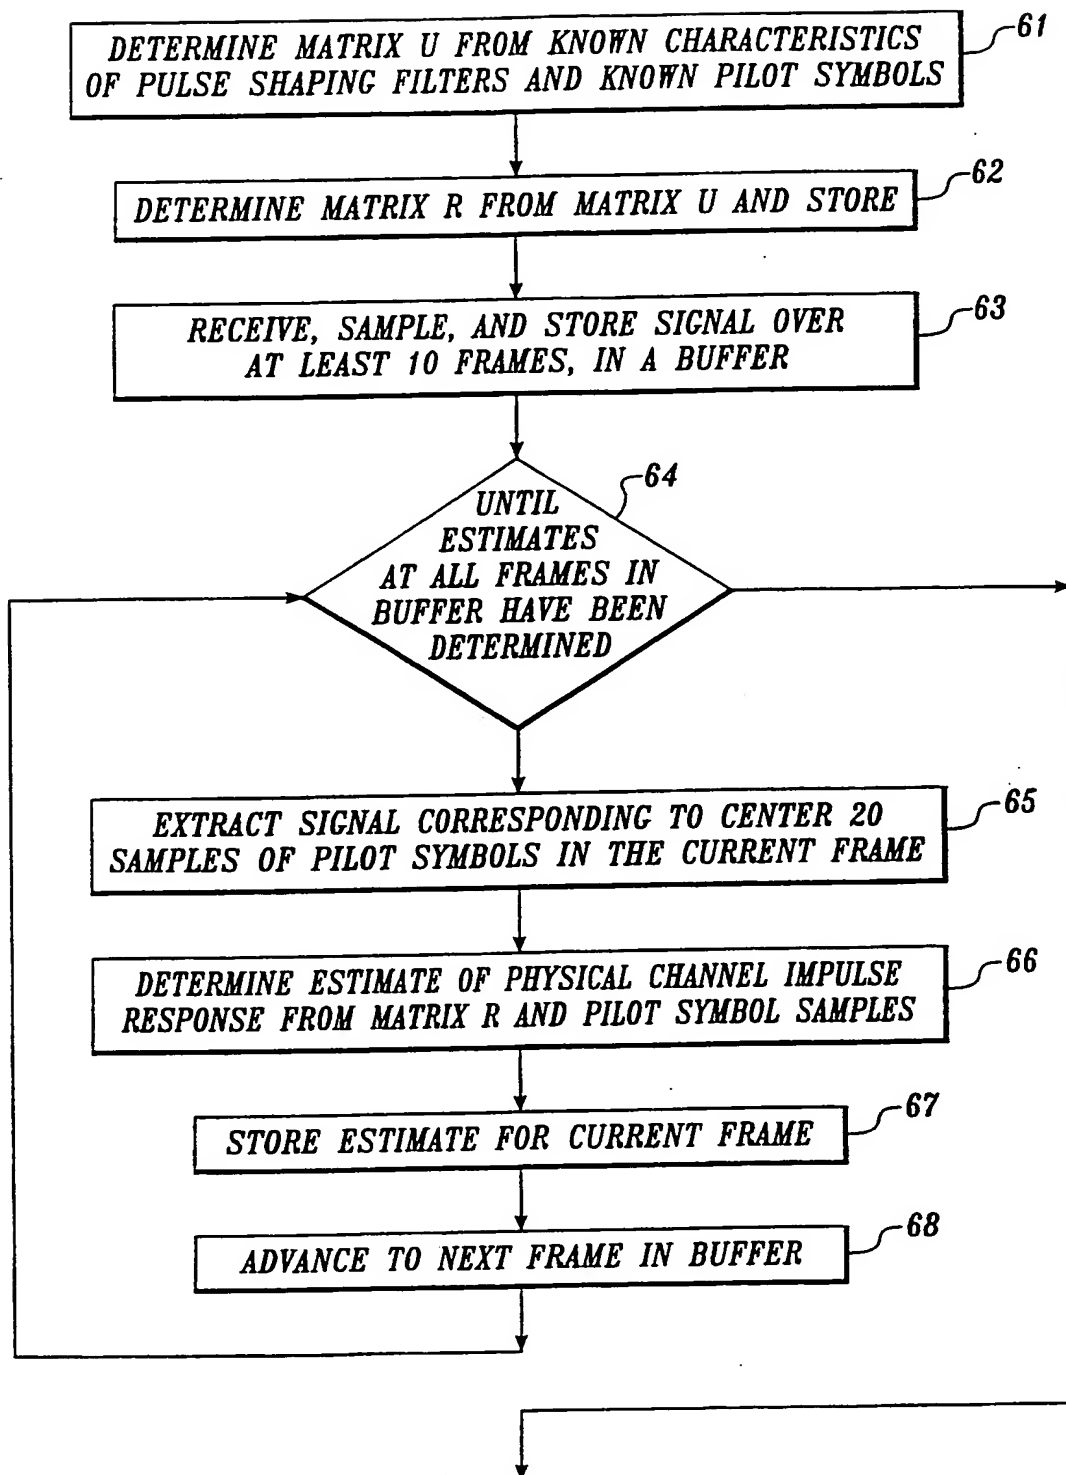 DETERMINE MATRIX U FROM KNOWN CHARACTERISTICS
OF PULSE SHAPING FILTERS AND KNOWN PILOT SYMBOLS
61
DETERMINE MATRIX R FROM MATRIX U AND STORE
62
RECEIVE, SAMPLE, AND STORE SIGNAL OVER
AT LEAST 10 FRAMES, IN A BUFFER
63
UNTIL
ESTIMATES
AT ALL FRAMES IN
BUFFER HAVE BEEN
DETERMINED
64
EXTRACT SIGNAL CORRESPONDING TO CENTER 20
SAMPLES OF PILOT SYMBOLS IN THE CURRENT FRAME
65
DETERMINE ESTIMATE OF PHYSICAL CHANNEL IMPULSE
RESPONSE FROM MATRIX R AND PILOT SYMBOL SAMPLES
66
STORE ESTIMATE FOR CURRENT FRAME
67
ADVANCE TO NEXT FRAME IN BUFFER
68